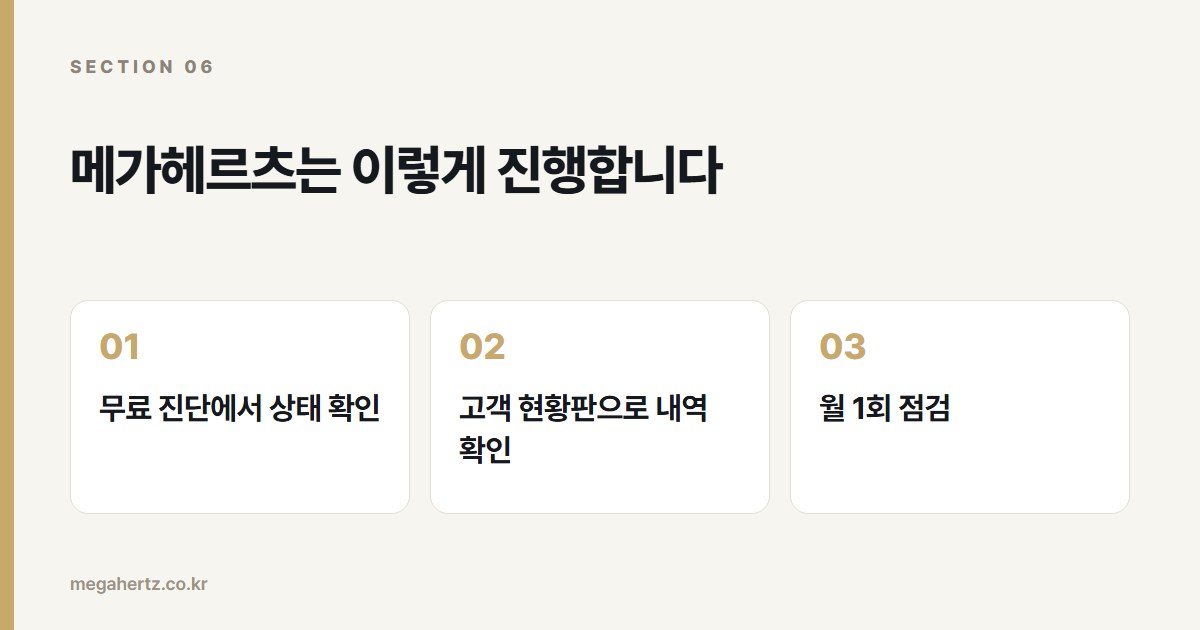 SECTION 06
메가헤르츠는 이렇게 진행합니다
01
무료 진단에서 상태 확인
02
고객 현황판으로 내역
확인
03
월 1회 점검
megahertz.co.kr